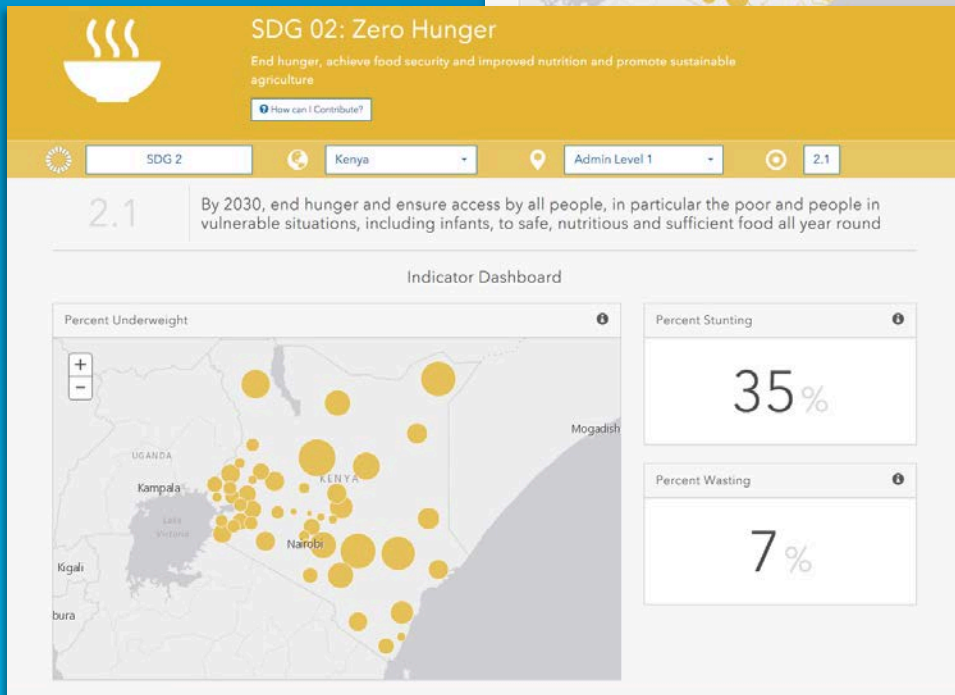 SDG 02: Zero Hunger
End hunger, achieve food security and improved nutrition and promote sustainable
agriculture
How can I Contribute?
SDG 2
Kenya
Admin Level 1
2.1
2.1
By 2030, end hunger and ensure access by all people, in particular the poor and people in
vulnerable situations, including infants, to safe, nutritious and sufficient food all year round
Indicator Dashboard
Percent Underweight
+
−
UGANDA
Kampala
KENYA
Lake
Victoria
Nairobi
Kigali
bura
Mogadish
Percent Stunting
35 %
Percent Wasting
7 %